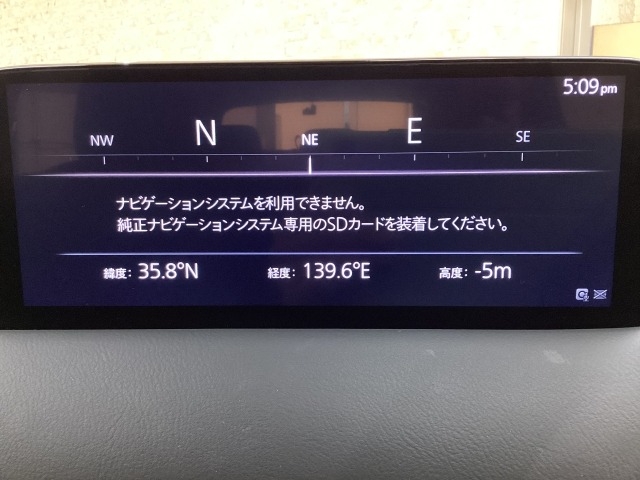 5:09pm
NW N NE E SE
ナビゲーションシステムを利用できません。
純正ナビゲーションシステム専用のSDカードを装着してください。
緯度: 35.8°N 経度: 139.6°E 高度: -5m